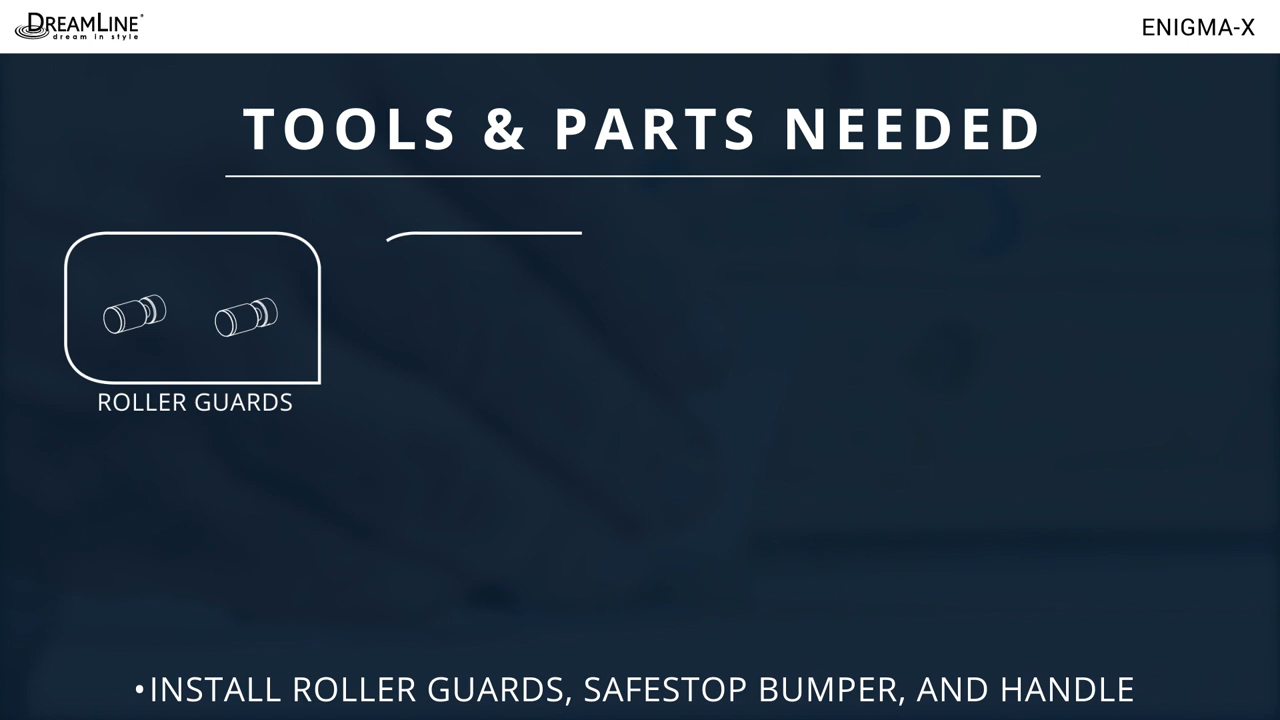 DREAMLINE®
dream in style
ENIGMA-X
TOOLS & PARTS NEEDED
ROLLER GUARDS
•INSTALL ROLLER GUARDS, SAFESTOP BUMPER, AND HANDLE